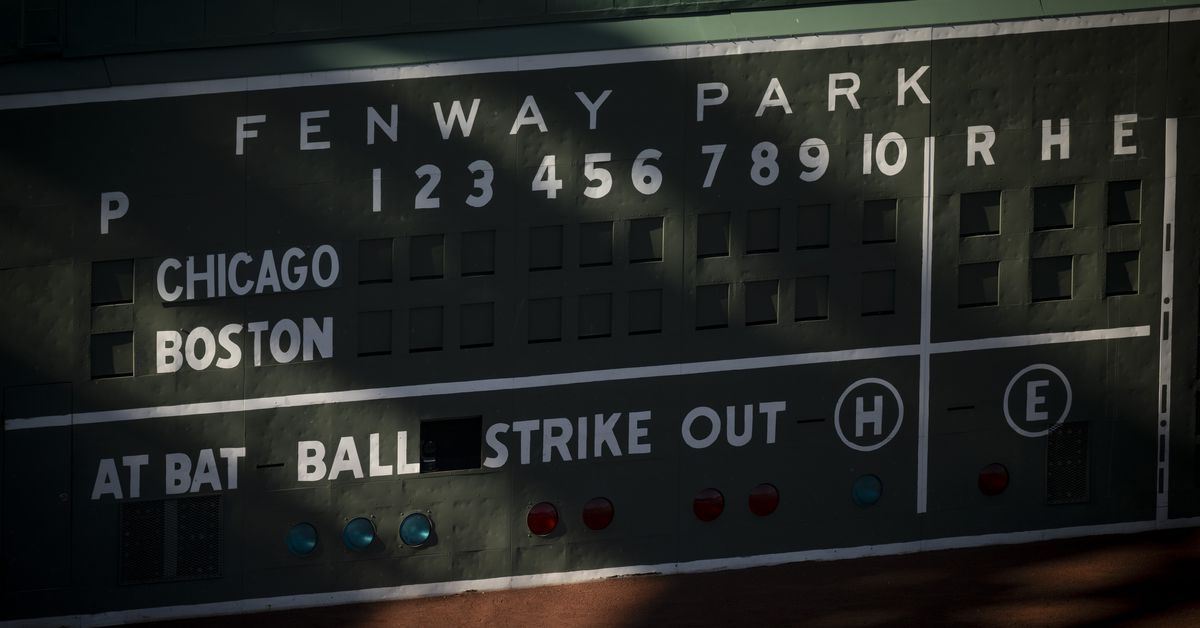 FENWAY PARK
P 1 2 3 4 5 6 7 8 9 10 R H E
CHICAGO
BOSTON
AT BAT BALL STRIKE OUT H E